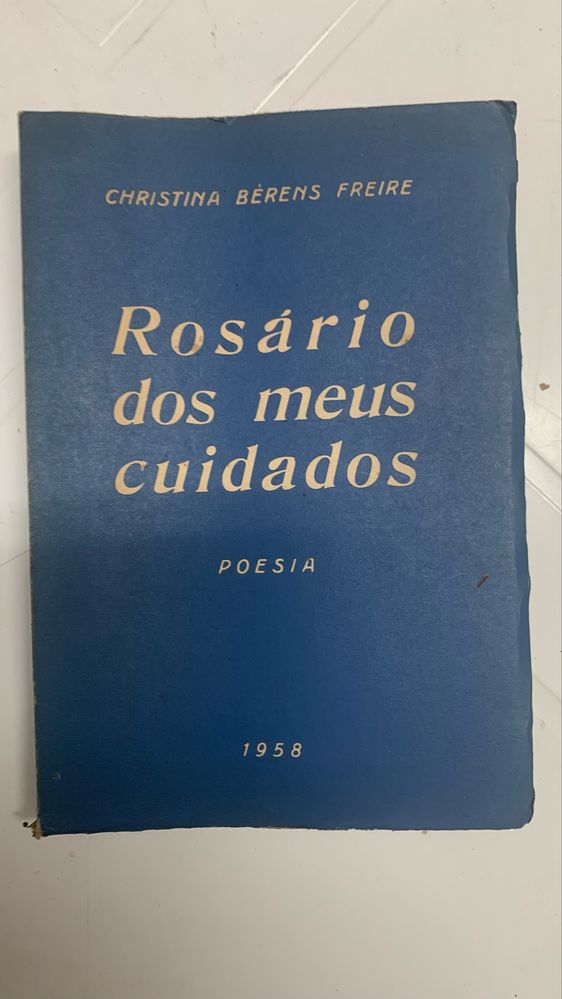 CHRISTINA BÉRENS FREIRE
Rosário
dos meus
cuidados
POESIA
1958